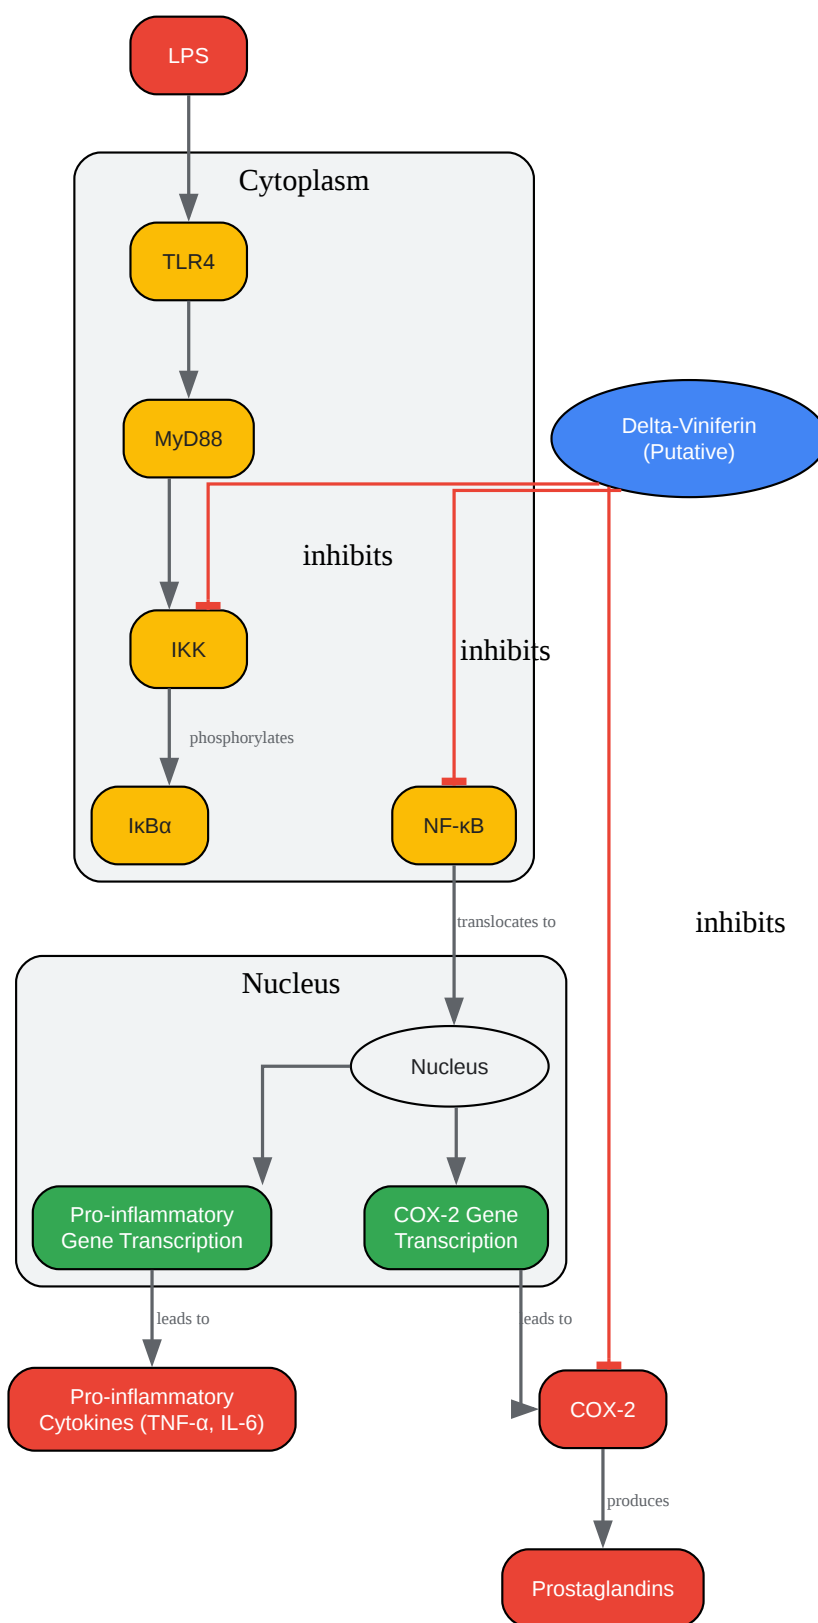 LPS
Cytoplasm
TLR4
MyD88
Delta-Viniferin
(Putative)
inhibits
IKK
inhibits
phosphorylates
IκBα
NF-κB
translocates to
inhibits
Nucleus
Nucleus
Pro-inflammatory
Gene Transcription
COX-2 Gene
Transcription
leads to
leads to
Pro-inflammatory
Cytokines (TNF-α, IL-6)
COX-2
produces
Prostaglandins